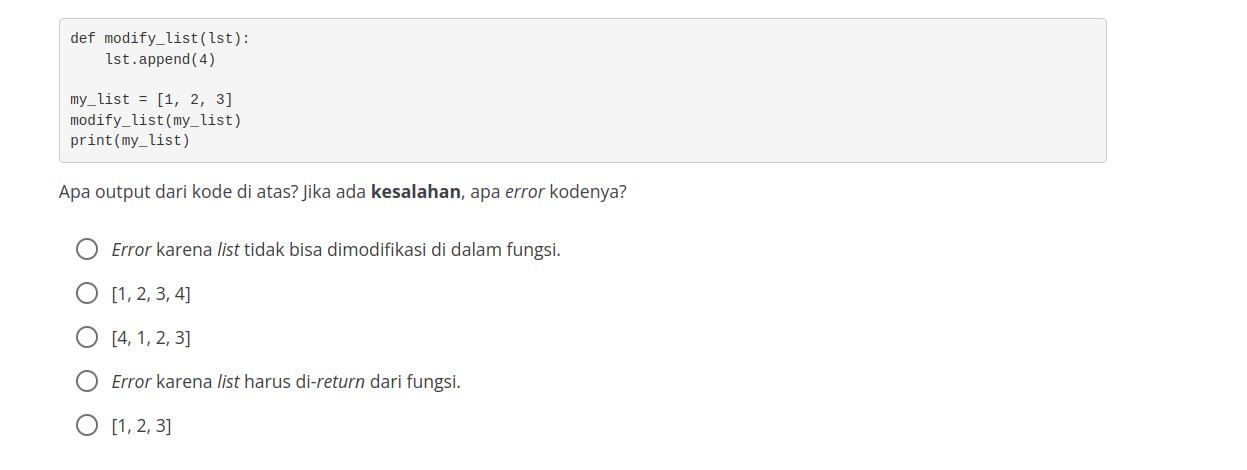 def modify_list(lst):
    lst.append(4)
my_list = [1, 2, 3]
modify_list(my_list)
print(my_list)
Apa output dari kode di atas? Jika ada kesalahan, apa error kodenya?
Error karena list tidak bisa dimodifikasi di dalam fungsi.
[1, 2, 3, 4]
[4, 1, 2, 3]
Error karena list harus di-return dari fungsi.
[1, 2, 3]